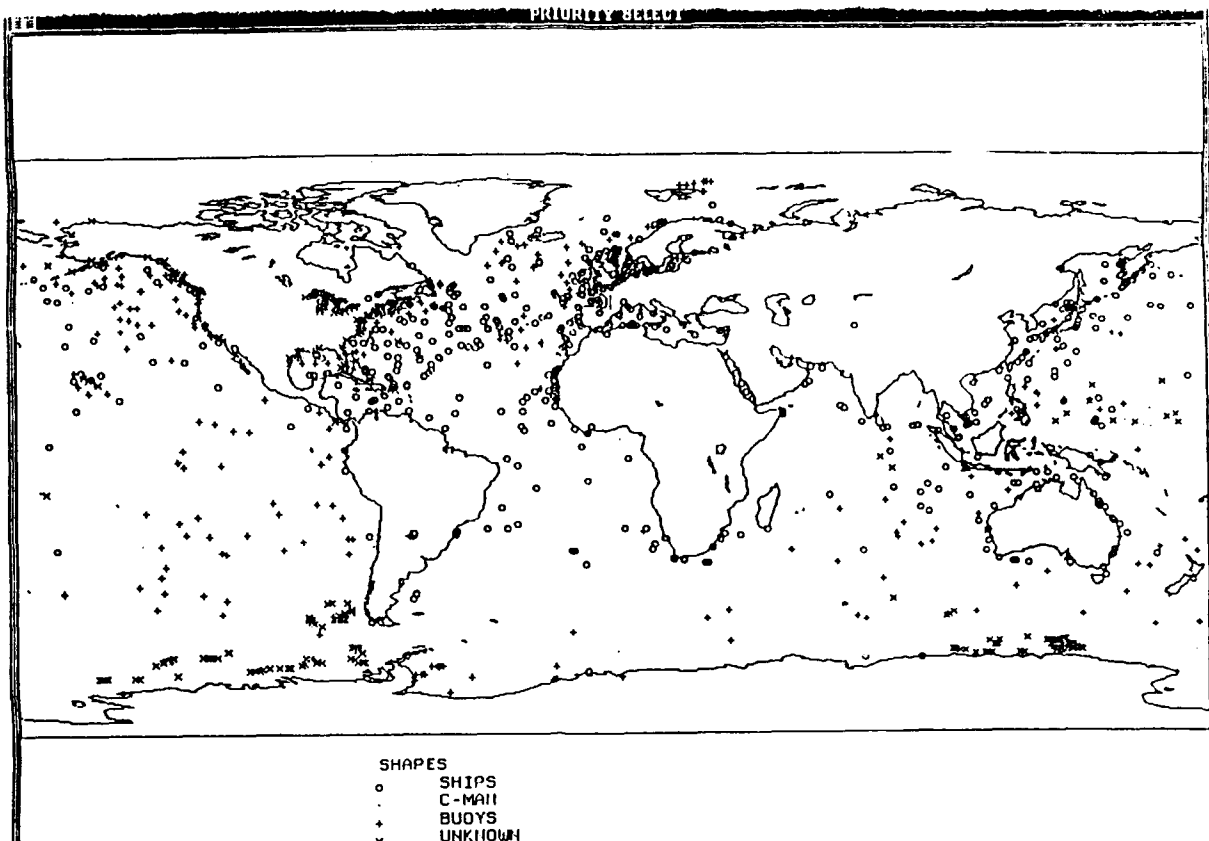 PRIORITY SELECT
SHAPES
o SHIPS
. C-MAN
+ BUOYS
x UNKNOWN